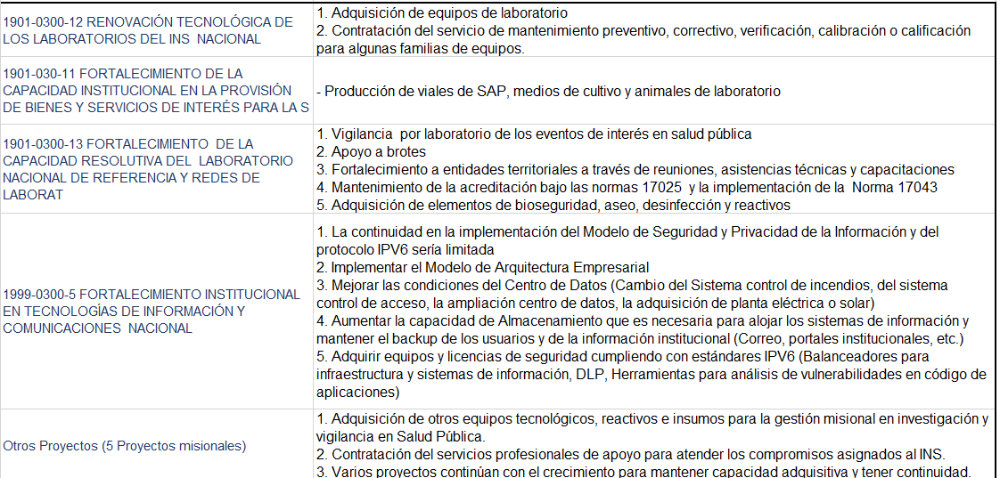 1901-0300-12 RENOVACIÓN TECNOLÓGICA DE
LOS LABORATORIOS DEL INS  NACIONAL
1. Adquisición de equipos de laboratorio
2. Contratación del servicio de mantenimiento preventivo, correctivo, verificación, calibración o calificación
para algunas familias de equipos.
1901-030-11 FORTALECIMIENTO DE LA
CAPACIDAD INSTITUCIONAL EN LA PROVISIÓN
DE BIENES Y SERVICIOS DE INTERÉS PARA LA S
- Producción de viales de SAP, medios de cultivo y animales de laboratorio
1901-0300-13 FORTALECIMIENTO  DE LA
CAPACIDAD RESOLUTIVA DEL  LABORATORIO
NACIONAL DE REFERENCIA Y REDES DE
LABORAT
1. Vigilancia  por laboratorio de los eventos de interés en salud pública
2. Apoyo a brotes
3. Fortalecimiento a entidades territoriales a través de reuniones, asistencias técnicas y capacitaciones
4. Mantenimiento de la acreditación bajo las normas 17025  y la implementación de la  Norma 17043
5. Adquisición de elementos de bioseguridad, aseo, desinfección y reactivos
1999-0300-5 FORTALECIMIENTO INSTITUCIONAL
EN TECNOLOGÍAS DE INFORMACIÓN Y
COMUNICACIONES  NACIONAL
1. La continuidad en la implementación del Modelo de Seguridad y Privacidad de la Información y del
protocolo IPV6 sería limitada
2. Implementar el Modelo de Arquitectura Empresarial
3. Mejorar las condiciones del Centro de Datos (Cambio del Sistema control de incendios, del sistema
control de acceso, la ampliación centro de datos, la adquisición de planta eléctrica o solar)
4. Aumentar la capacidad de Almacenamiento que es necesaria para alojar los sistemas de información y
mantener el backup de los usuarios y de la información institucional (Correo, portales institucionales, etc.)
5. Adquirir equipos y licencias de seguridad cumpliendo con estándares IPV6 (Balanceadores para
infraestructura y sistemas de información, DLP, Herramientas para análisis de vulnerabilidades en código de
aplicaciones)
Otros Proyectos (5 Proyectos misionales)
1. Adquisición de otros equipos tecnológicos, reactivos e insumos para la gestión misional en investigación y
vigilancia en Salud Pública.
2. Contratación del servicios profesionales de apoyo para atender los compromisos asignados al INS.
3. Varios proyectos continúan con el crecimiento para mantener capacidad adquisitiva y tener continuidad.